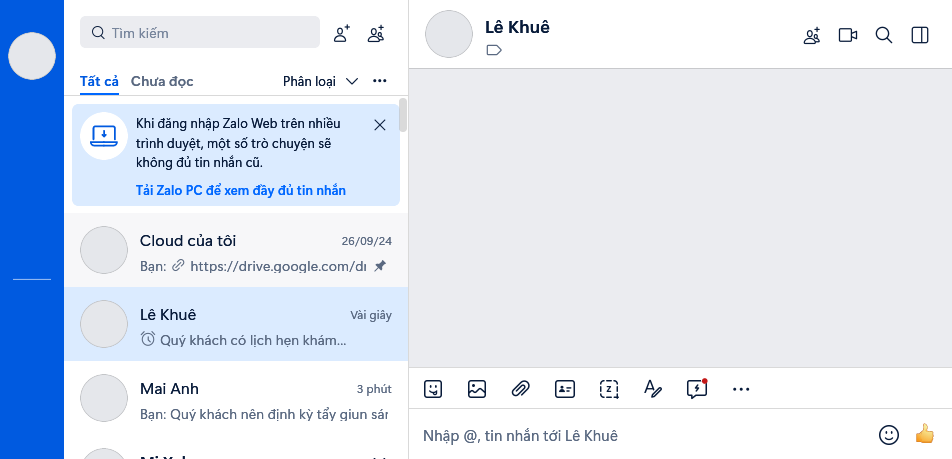 Tìm kiếm
Tất cả Chưa đọc Phân loại
Khi đăng nhập Zalo Web trên nhiều
trình duyệt, một số trò chuyện sẽ
không đủ tin nhắn cũ.
Tải Zalo PC để xem đầy đủ tin nhắn
Cloud của tôi 26/09/24
Bạn: https://drive.google.com/
Lê Khuê Vài giây
Quý khách có lịch hẹn khám...
Mai Anh 3 phút
Bạn: Quý khách nên định kỳ tẩy giun sán
Lê Khuê
Nhập @, tin nhắn tới Lê Khuê